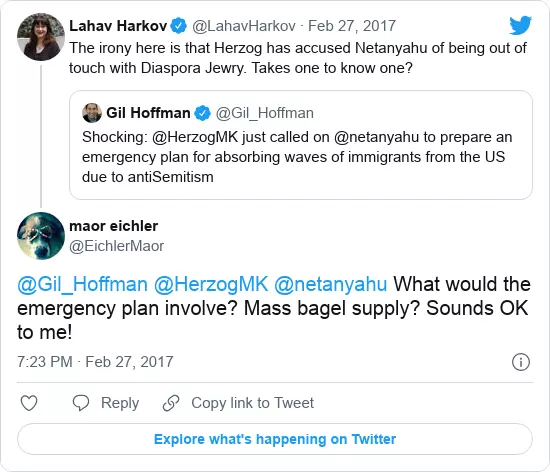 Lahav Harkov @LahavHarkov · Feb 27, 2017
The irony here is that Herzog has accused Netanyahu of being out of
touch with Diaspora Jewry. Takes one to know one?
Gil Hoffman @Gil_Hoffman
Shocking: @HerzogMK just called on @netanyahu to prepare an
emergency plan for absorbing waves of immigrants from the US
due to antiSemitism
maor eichler
@EichlerMaor
@Gil_Hoffman @HerzogMK @netanyahu What would the
emergency plan involve? Mass bagel supply? Sounds OK
to me!
7:23 PM · Feb 27, 2017
Reply Copy link to Tweet
Explore what's happening on Twitter